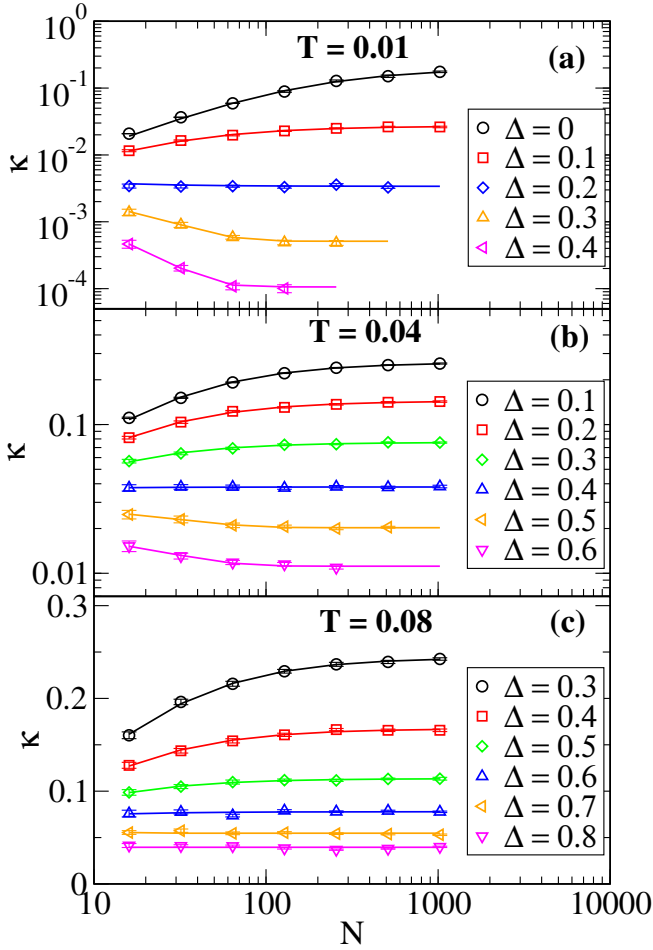 T = 0.01
(a)
10⁰
10⁻¹
10⁻²
10⁻³
10⁻⁴
κ
Δ = 0
Δ = 0.1
Δ = 0.2
Δ = 0.3
Δ = 0.4
T = 0.04
(b)
0.1
0.01
κ
Δ = 0.1
Δ = 0.2
Δ = 0.3
Δ = 0.4
Δ = 0.5
Δ = 0.6
T = 0.08
(c)
0.3
0.2
0.1
0
κ
Δ = 0.3
Δ = 0.4
Δ = 0.5
Δ = 0.6
Δ = 0.7
Δ = 0.8
10 100 1000 10000
N